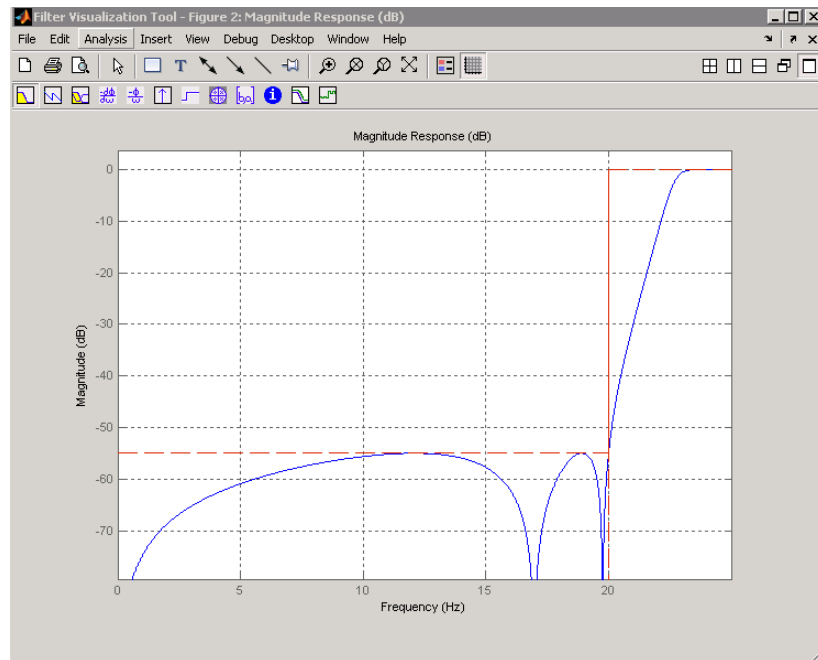 Filter Visualization Tool - Figure 2: Magnitude Response (dB)
File Edit Analysis Insert View Debug Desktop Window Help
T
[b,a]
i
Magnitude Response (dB)
Magnitude (dB)
0
-10
-20
-30
-40
-50
-60
-70
0 5 10 15 20
Frequency (Hz)